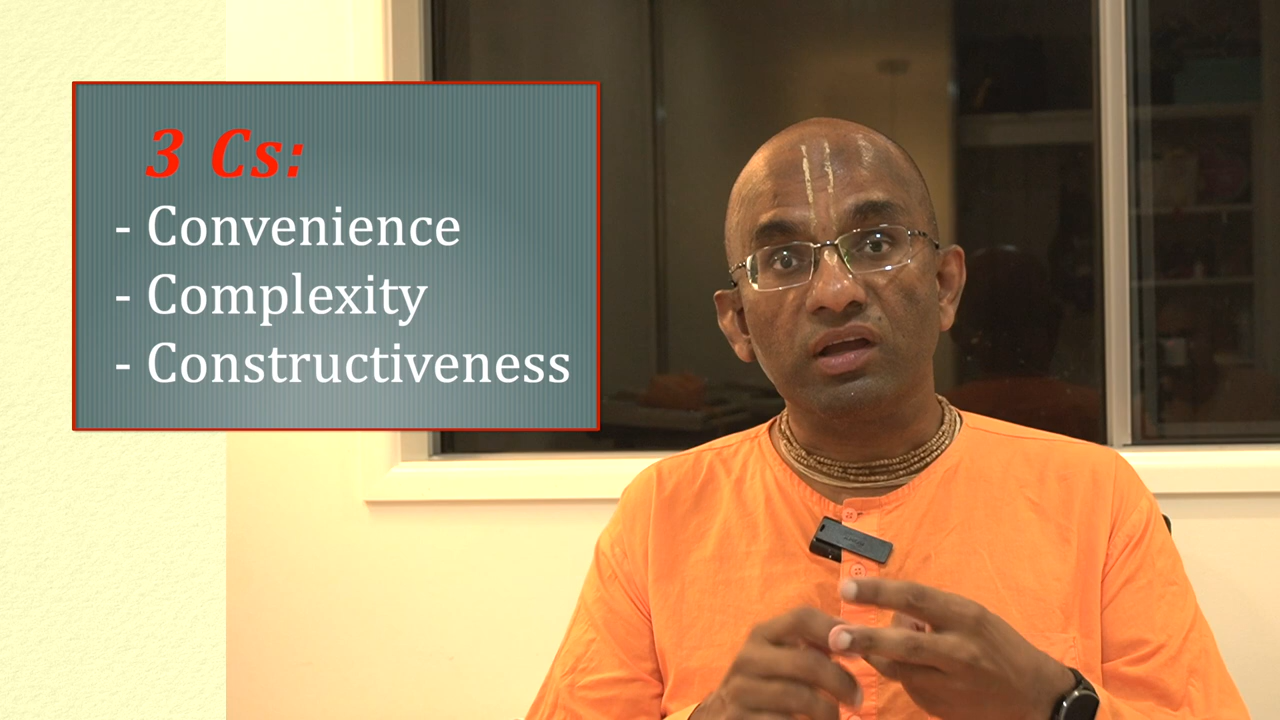 3 Cs:
- Convenience
- Complexity
- Constructiveness